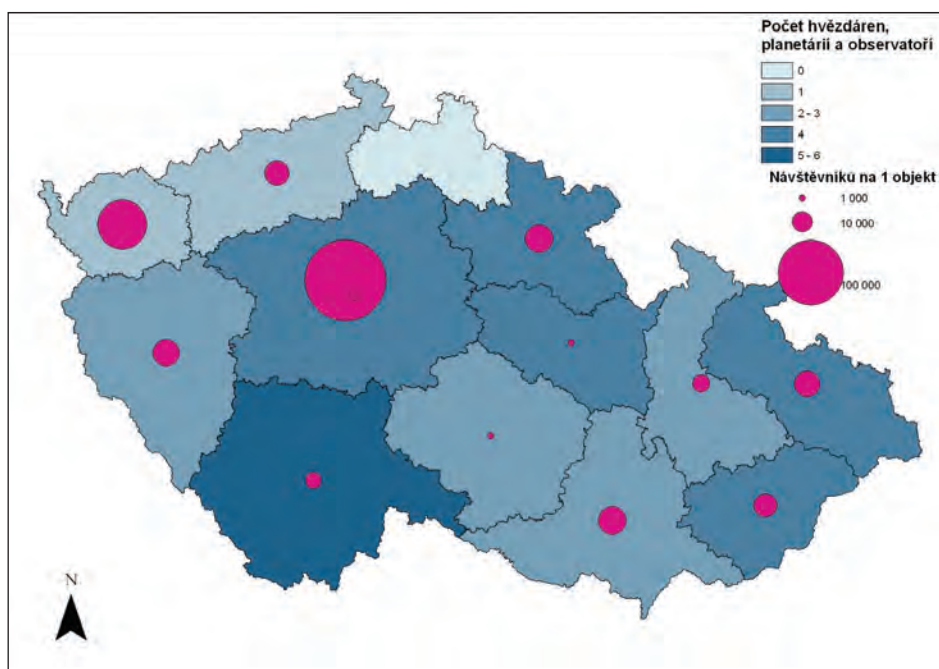 Počet hvězdáren,
planetárií a observatoří
0
1
2 - 3
4
5 - 6
Návštěvníků na 1 objekt
1 000
10 000
100 000
N